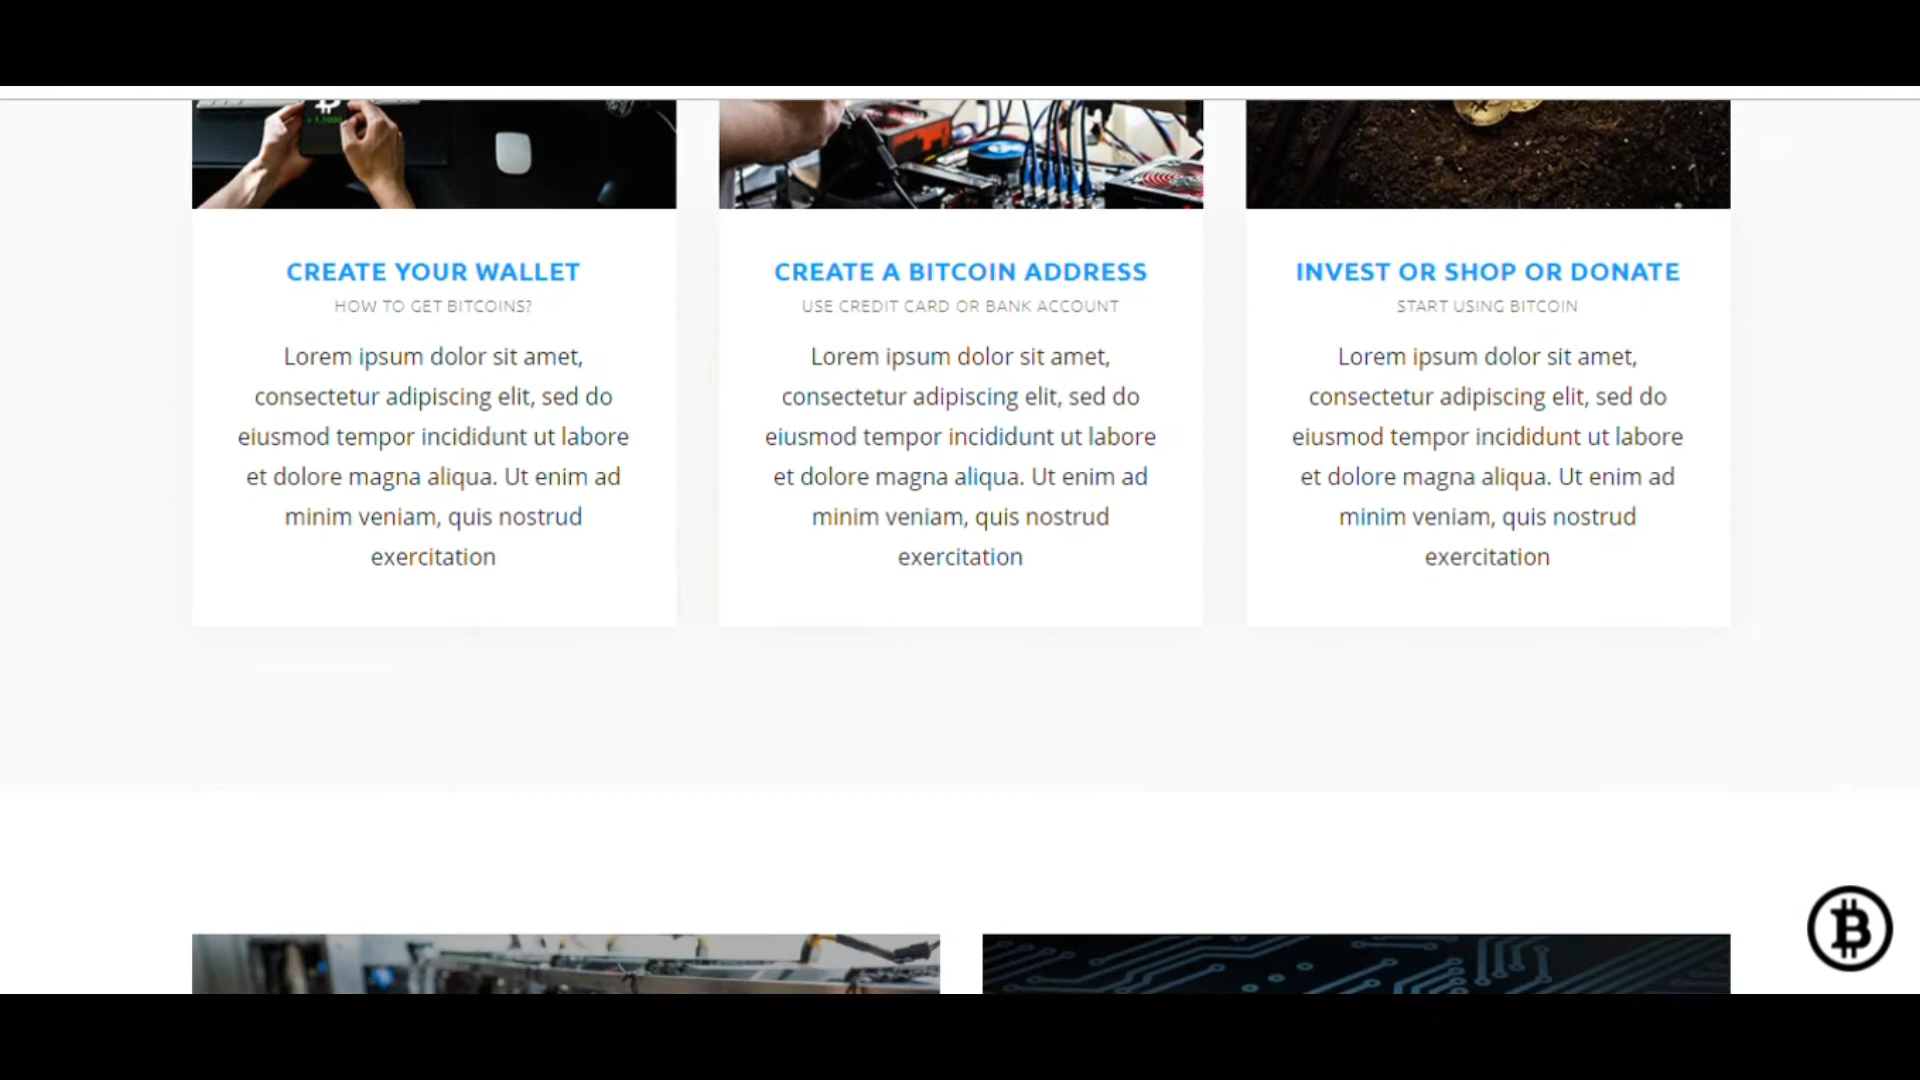 + 1.5000
CREATE YOUR WALLET
HOW TO GET BITCOINS?
Lorem ipsum dolor sit amet,
consectetur adipiscing elit, sed do
eiusmod tempor incididunt ut labore
et dolore magna aliqua. Ut enim ad
minim veniam, quis nostrud
exercitation
CREATE A BITCOIN ADDRESS
USE CREDIT CARD OR BANK ACCOUNT
Lorem ipsum dolor sit amet,
consectetur adipiscing elit, sed do
eiusmod tempor incididunt ut labore
et dolore magna aliqua. Ut enim ad
minim veniam, quis nostrud
exercitation
INVEST OR SHOP OR DONATE
START USING BITCOIN
Lorem ipsum dolor sit amet,
consectetur adipiscing elit, sed do
eiusmod tempor incididunt ut labore
et dolore magna aliqua. Ut enim ad
minim veniam, quis nostrud
exercitation